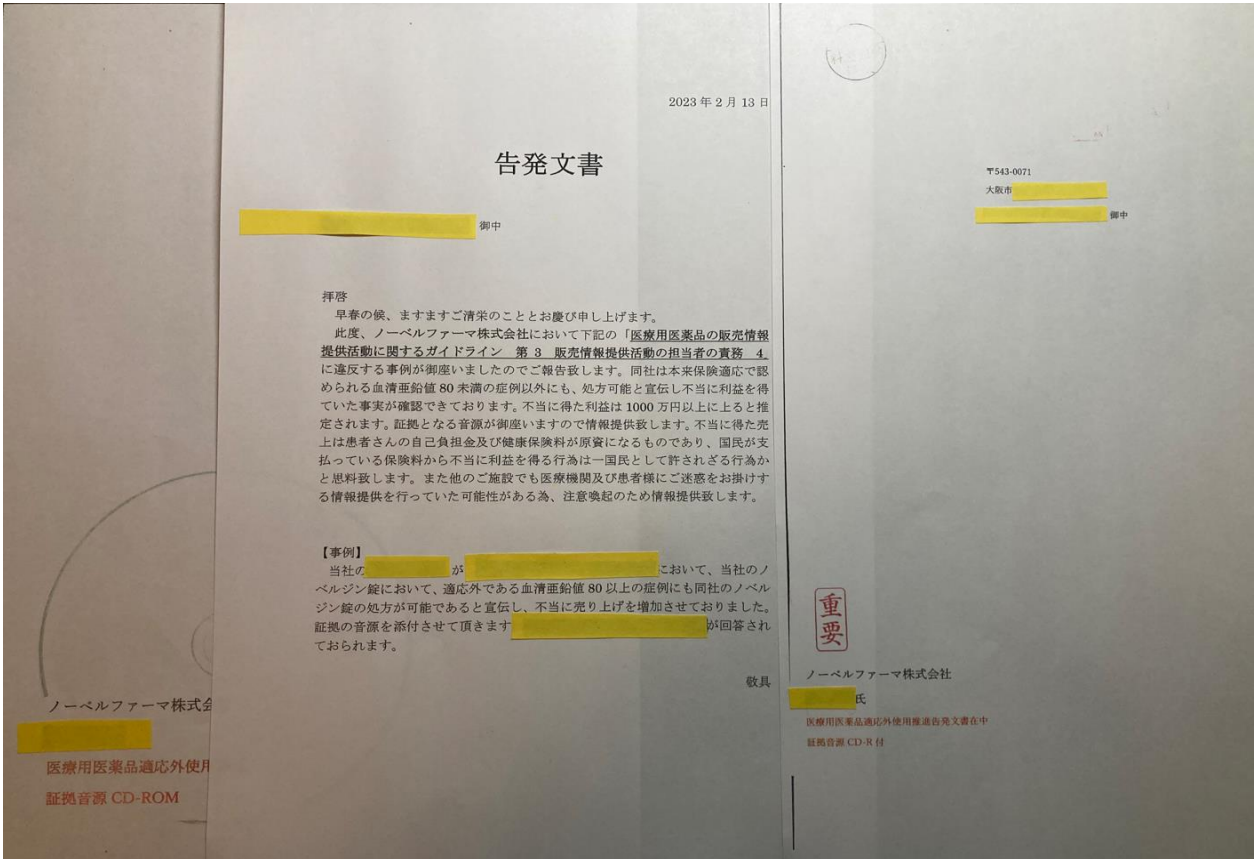 2023年2月13日
告発文書
御中
拝啓
早春の候、ますますご清栄のこととお慶び申し上げます。
此度、ノーベルファーマ株式会社において下記の「医療用医薬品の販売情報
提供活動に関するガイドライン 第3 販売情報提供活動の担当者の責務 4」
に違反する事例が御座いましたのでご報告致します。同社は本来保険適応で認
められる血清亜鉛値80未満の症例以外にも、処方可能と宣伝し不当に利益を得
ていた事実が確認できております。不当に得た利益は1000万円以上に上ると推
定されます。証拠となる音源が御座いますので情報提供致します。不当に得た売
上は患者さんの自己負担金及び健康保険料が原資になるものであり、国民が支
払っている保険料から不当に利益を得る行為は一国民として許されざる行為か
と思料致します。また他のご施設でも医療機関及び患者様にご迷惑をお掛けす
る情報提供を行っていた可能性がある為、注意喚起のため情報提供致します。
【事例】
当社の が において、当社のノ
ベルジン錠において、適応外である血清亜鉛値80以上の症例にも同社のノベル
ジン錠の処方が可能であると宣伝し、不当に売り上げを増加させておりました。
証拠の音源を添付させて頂きます が回答され
ておられます。
敬具
ノーベルファーマ株式会
医療用医薬品適応外使用
証拠音源 CD-ROM
〒543-0071
大阪市
御中
重要
ノーベルファーマ株式会社
氏
医療用医薬品適応外使用推進告発文書在中
証拠音源 CD-R 付